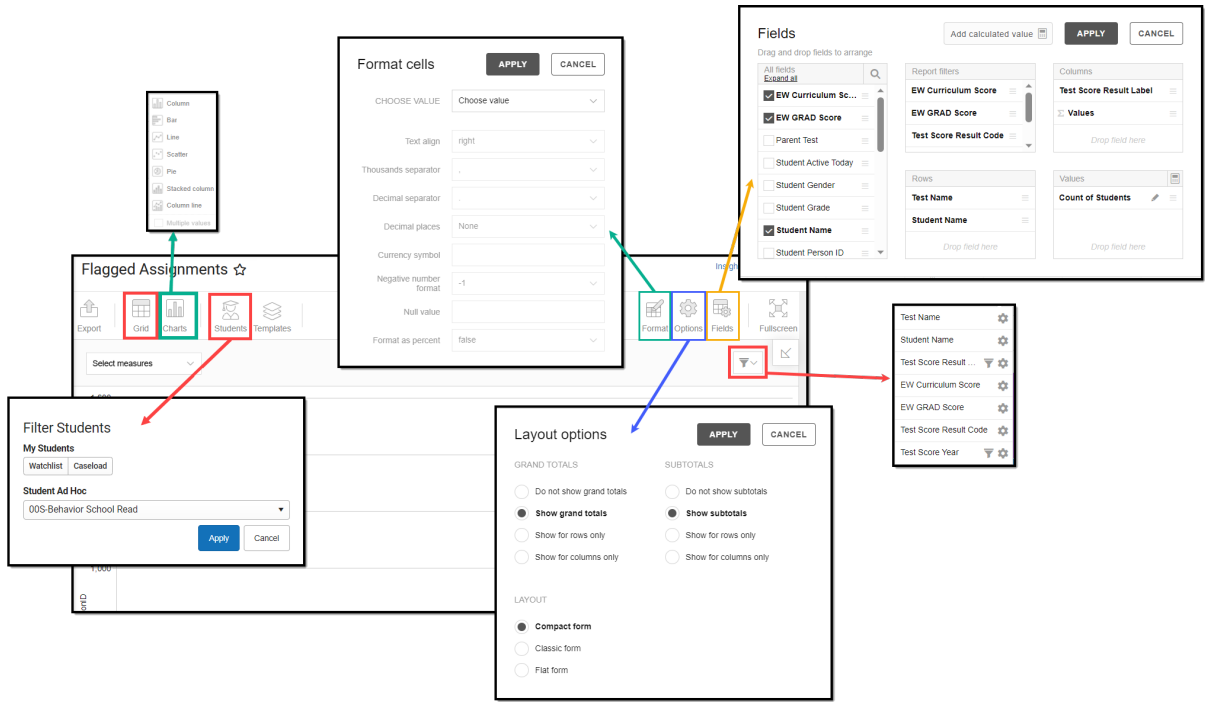 Column
Bar
Line
Scatter
Pie
Stacked column
Column line
Multiple values
Format cells
APPLY
CANCEL
CHOOSE VALUE
Choose value
Text align
right
Thousands separator
.
Decimal separator
.
Decimal places
None
Currency symbol
Negative number
format
-1
Null value
Format as percent
false
Fields
Add calculated value
APPLY
CANCEL
Drag and drop fields to arrange
All fields
Expand all
EW Curriculum Sc...
EW GRAD Score
Parent Test
Student Active Today
Student Gender
Student Grade
Student Name
Student Person ID
Report filters
EW Curriculum Score
EW GRAD Score
Test Score Result Code
Columns
Test Score Result Label
Σ Values
Drop field here
Rows
Test Name
Student Name
Drop field here
Values
Count of Students
Drop field here
Flagged Assignments
Insigh
Export
Grid
Charts
Students
Templates
Format
Options
Fields
Fullscreen
Select measures
Filter Students
My Students
Watchlist
Caseload
Student Ad Hoc
00S-Behavior School Read
Apply
Cancel
1,000
onID
Layout options
APPLY
CANCEL
GRAND TOTALS
Do not show grand totals
Show grand totals
Show for rows only
Show for columns only
SUBTOTALS
Do not show subtotals
Show subtotals
Show for rows only
Show for columns only
LAYOUT
Compact form
Classic form
Flat form
Test Name
Student Name
Test Score Result ...
EW Curriculum Score
EW GRAD Score
Test Score Result Code
Test Score Year